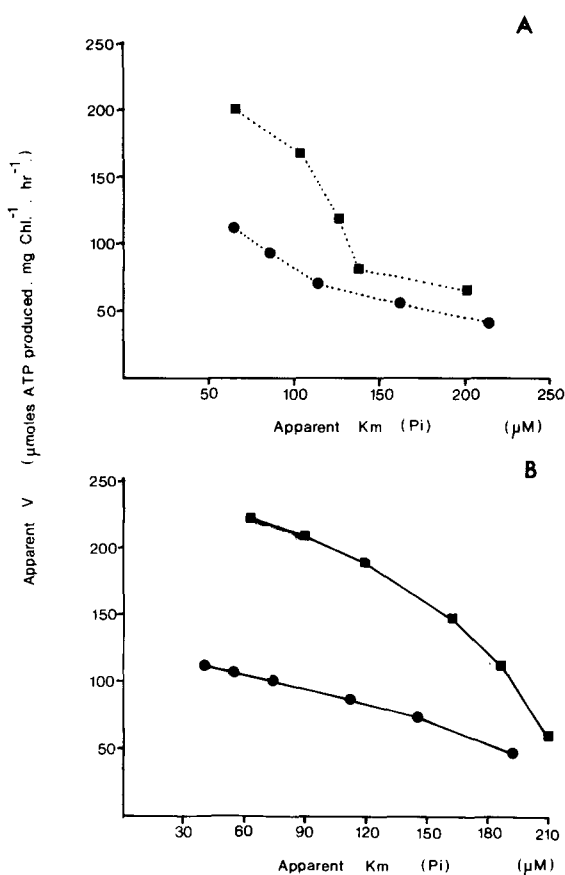 A
250
200
150
100
50
50 100 150 200 250
Apparent Km (Pi) (μM)
Apparent V (μmoles ATP produced . mg Chl.⁻¹ . hr⁻¹.)
B
250
200
150
100
50
30 60 90 120 150 180 210
Apparent Km (Pi) (μM)